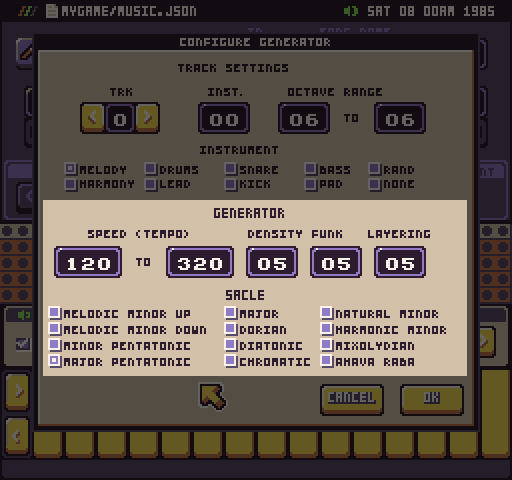 MYGAME/MUSIC.JSON SAT 08 00AM 1985
CONFIGURE GENERATOR
TRACK SETTINGS
TRK INST. OCTAVE RANGE
0 00 06 TO 06
INSTRUMENT
MELODY DRUMS SNARE BASS RAND
HARMONY LEAD KICK PAD NONE
GENERATOR
SPEED (TEMPO) DENSITY FUNK LAYERING
120 TO 320 05 05 05
SACLE
MELODIC MINOR UP MAJOR NATURAL MINOR
MELODIC MINOR DOWN DORIAN HARMONIC MINOR
MINOR PENTATONIC DIATONIC MIXOLYDIAN
MAJOR PENTATONIC CHROMATIC AHAVA RABA
CANCEL OK